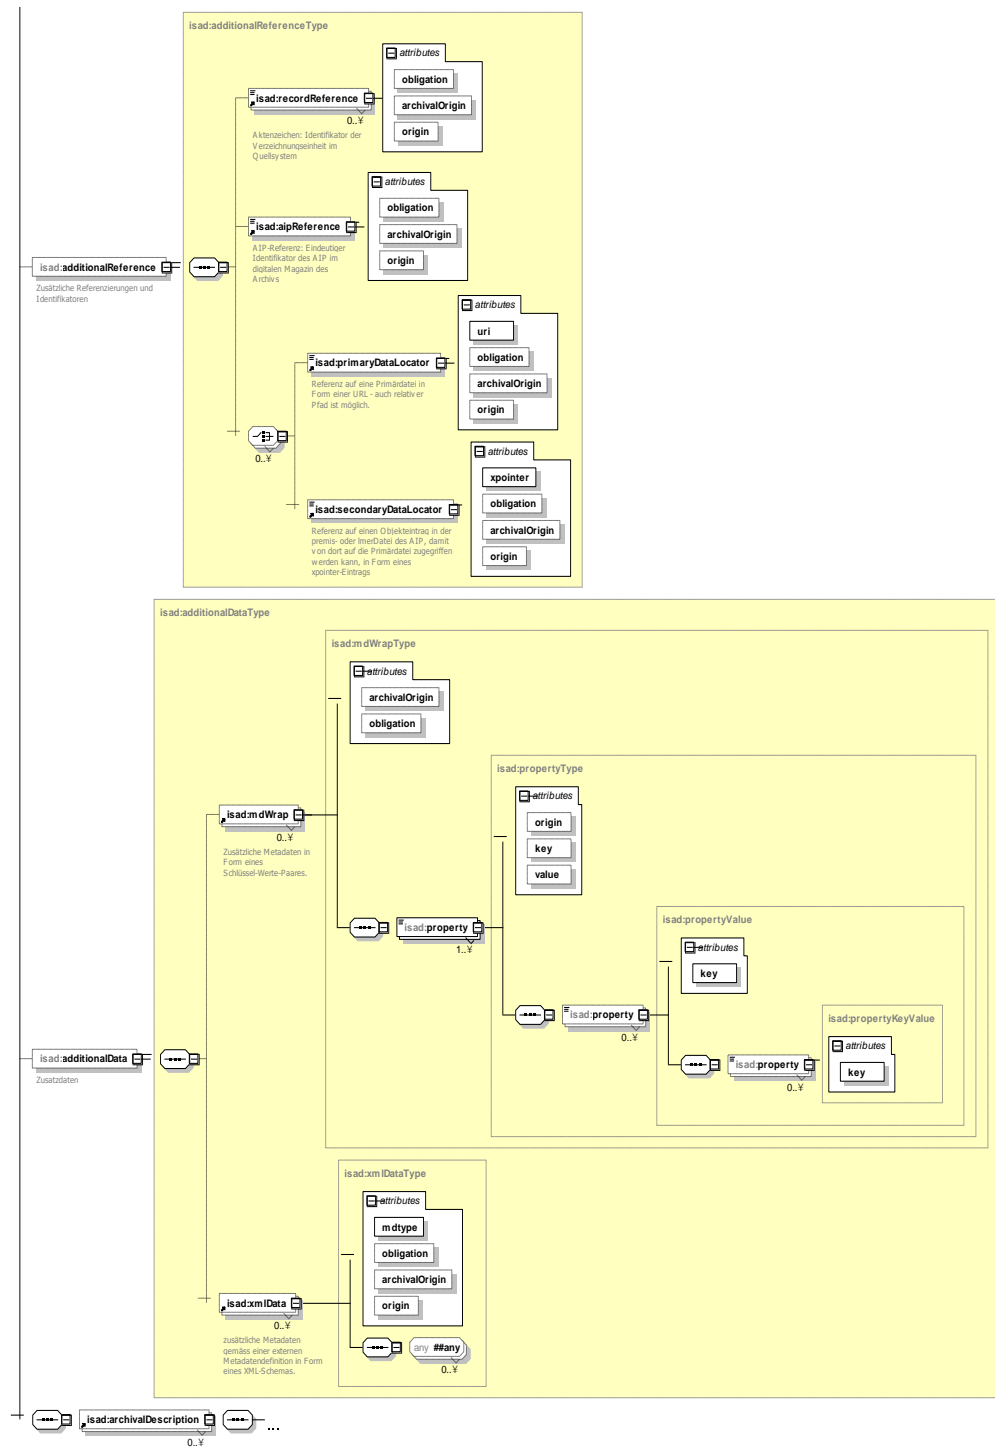 isad:additionalReferenceType
attributes
obligation
archivalOrigin
origin
isad:recordReference
0..¥
Aktenzeichen: Identifikator der
Verzeichnungseinheit im
Quellsystem
attributes
obligation
archivalOrigin
origin
isad:aipReference
AIP-Referenz: Eindeutiger
Identifikator des AIP im
digitalen Magazin des
Archivs
isad:additionalReference
Zusätzliche Referenzierungen und
Identifikatoren
attributes
uri
obligation
archivalOrigin
origin
isad:primaryDataLocator
Referenz auf eine Primärdatei in
Form einer URL - auch relativer
Pfad ist möglich.
0..¥
attributes
xpointer
obligation
archivalOrigin
origin
isad:secondaryDataLocator
Referenz auf einen Objekteintrag in der
premis- oder ImerDatei des AIP, damit
von dort auf die Primärdatei zugegriffen
werden kann, in Form eines
xpointer-Eintrags
isad:additionalDataType
isad:mdWrapType
attributes
archivalOrigin
obligation
isad:propertyType
attributes
origin
key
value
isad:mdWrap
0..¥
Zusätzliche Metadaten in
Form eines
Schlüssel-Werte-Paares.
isad:property
1..¥
isad:propertyValue
attributes
key
isad:property
0..¥
isad:propertyKeyValue
attributes
key
isad:property
0..¥
isad:additionalData
Zusatzdaten
isad:xmlDataType
attributes
mdtype
obligation
archivalOrigin
origin
isad:xmlData
0..¥
zusätzliche Metadaten
gemäss einer externen
Metadatendefinition in Form
eines XML-Schemas.
any ##any
0..¥
isad:archivalDescription
0..¥
...